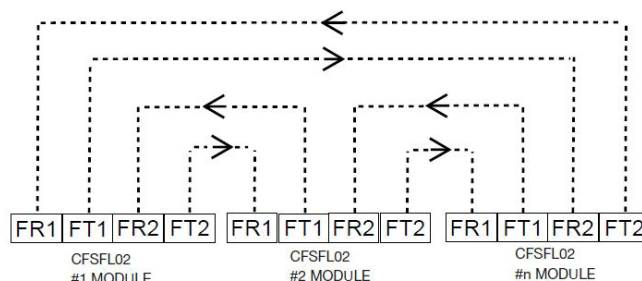 FR1 FT1 FR2 FT2 FR1 FT1 FR2 FT2 FR1 FT1 FR2 FT2
CFSFL02 CFSFL02 CFSFL02
#1 MODULE #2 MODULE #n MODULE